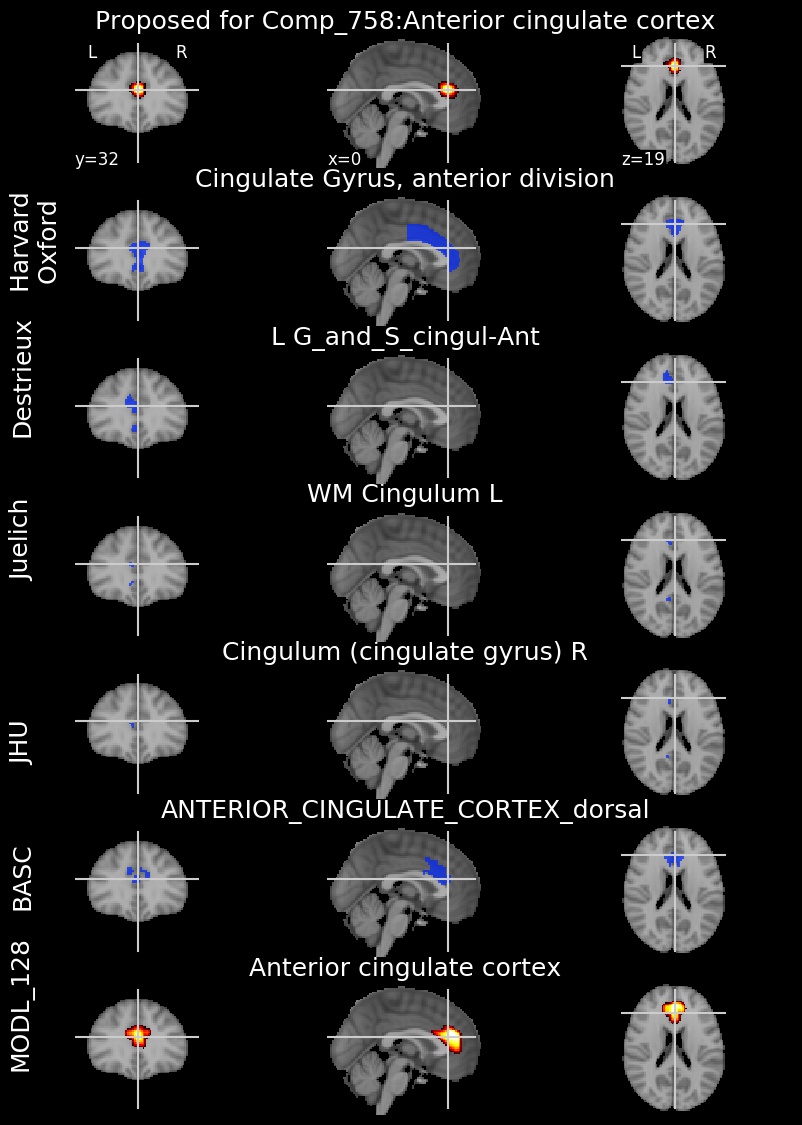 Proposed for Comp_758:Anterior cingulate cortex
L R L R
y=32 x=0 z=19
Cingulate Gyrus, anterior division
Harvard
Oxford
L G_and_S_cingul-Ant
Destrieux
WM Cingulum L
Juelich
Cingulum (cingulate gyrus) R
JHU
ANTERIOR_CINGULATE_CORTEX_dorsal
BASC
Anterior cingulate cortex
MODL_128